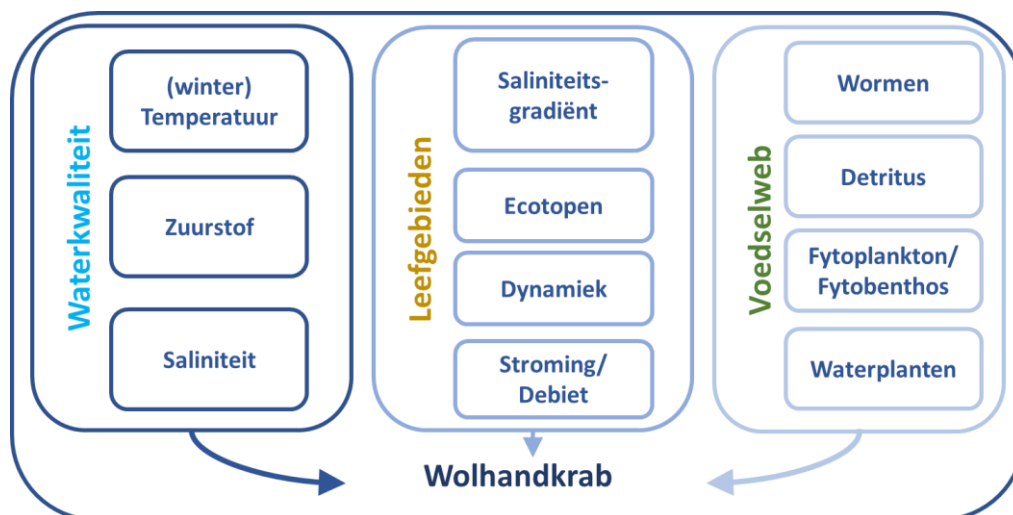 Waterkwaliteit
(winter)
Temperatuur
Zuurstof
Saliniteit
Leefgebieden
Saliniteits-
gradiënt
Ecotopen
Dynamiek
Stroming/
Debiet
Voedselweb
Wormen
Detritus
Fytoplankton/
Fytobenthos
Waterplanten
Wolhandkrab